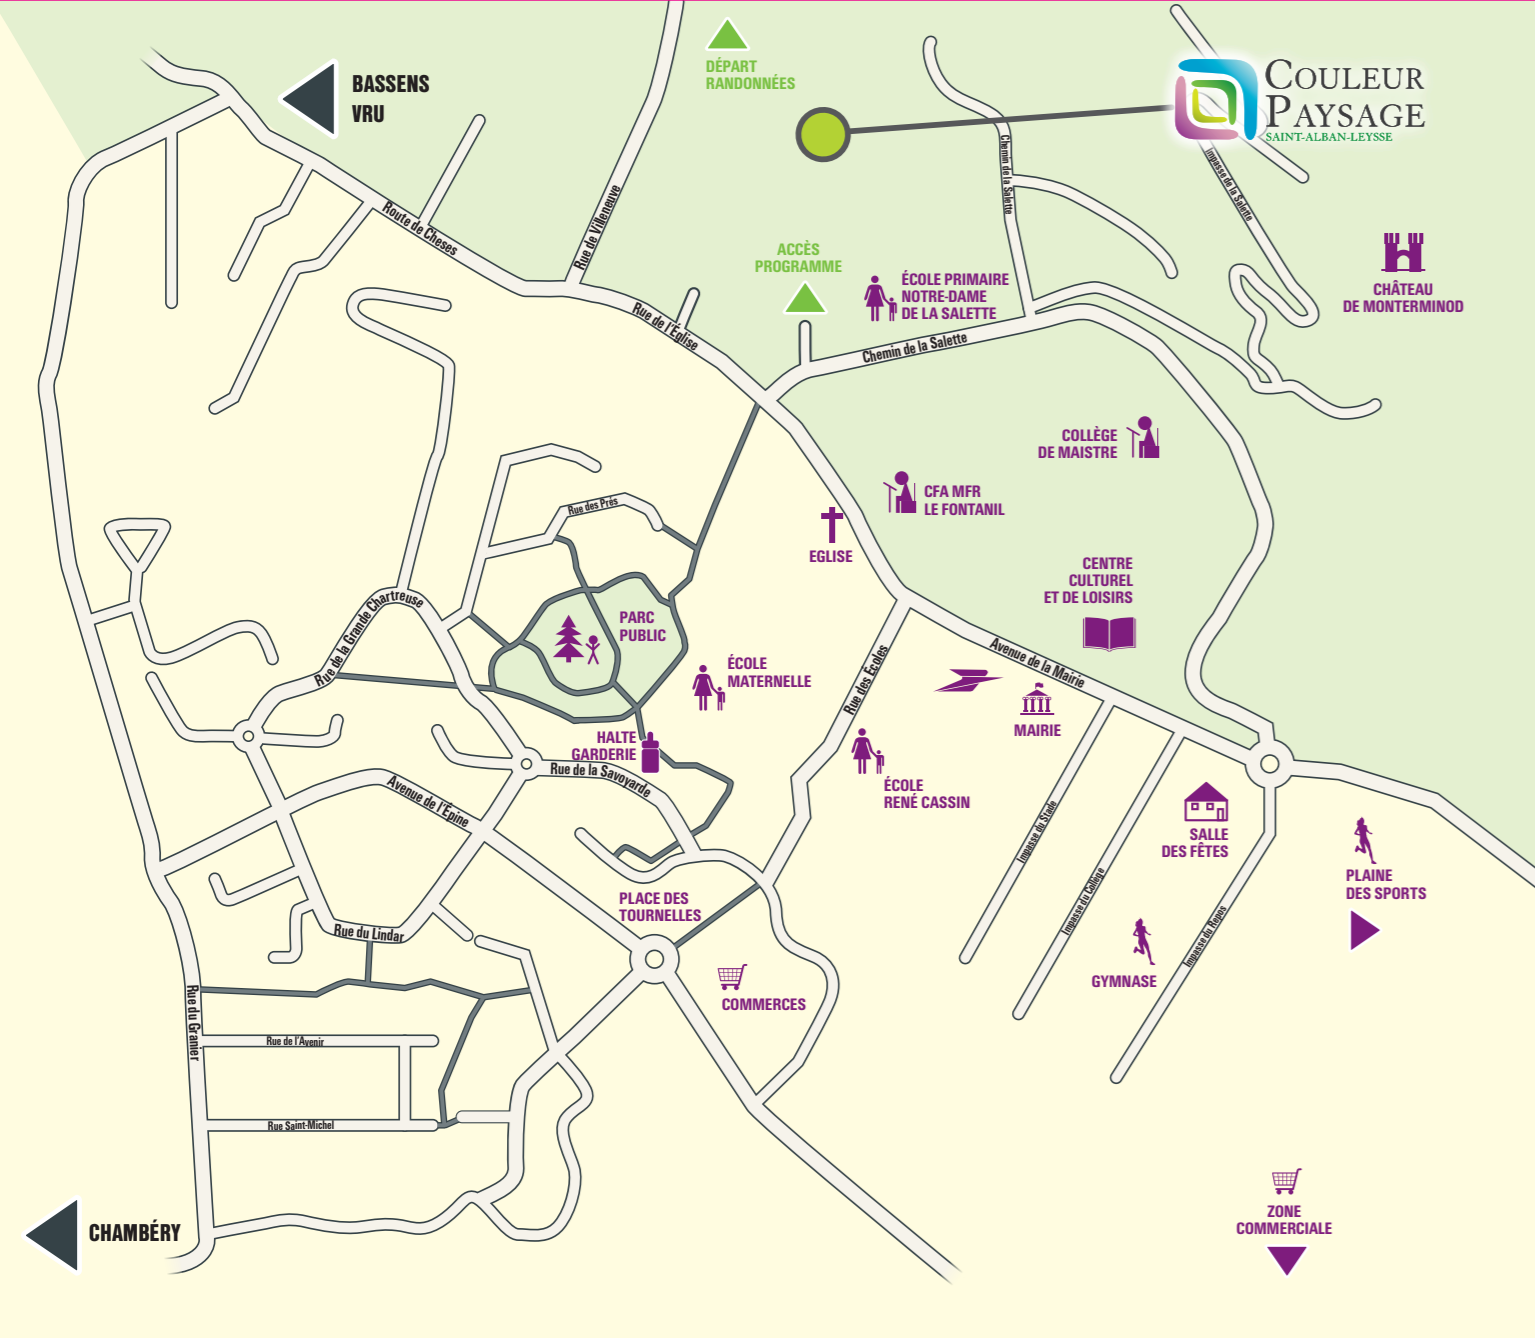 DÉPART
RANDONNÉES
BASSENS
VRU
COULEUR
PAYSAGE
SAINT-ALBAN-LEYSSE
Chemin de la Salette
Impasse de la Salette
Route de Cheses
Rue de Villeneuve
ACCÈS
PROGRAMME
ÉCOLE PRIMAIRE
NOTRE-DAME
DE LA SALETTE
CHÂTEAU
DE MONTERMINOD
Rue de l'Église
Chemin de la Salette
COLLÈGE
DE MAISTRE
CFA MFR
LE FONTANIL
Rue des Prés
EGLISE
CENTRE
CULTUREL
ET DE LOISIRS
Rue de la Grande Chartreuse
PARC
PUBLIC
ÉCOLE
MATERNELLE
Rue des Écoles
Avenue de la Mairie
MAIRIE
HALTE
GARDERIE
Rue de la Savoyarde
Avenue de l'Épine
ÉCOLE
RENÉ CASSIN
Impasse du Stade
SALLE
DES FÊTES
PLAINE
DES SPORTS
Impasse du Collège
PLACE DES
TOURNELLES
Rue du Lindar
Impasse du Repos
GYMNASE
COMMERCES
Rue du Granier
Rue de l'Avenir
Rue Saint-Michel
CHAMBÉRY
ZONE
COMMERCIALE